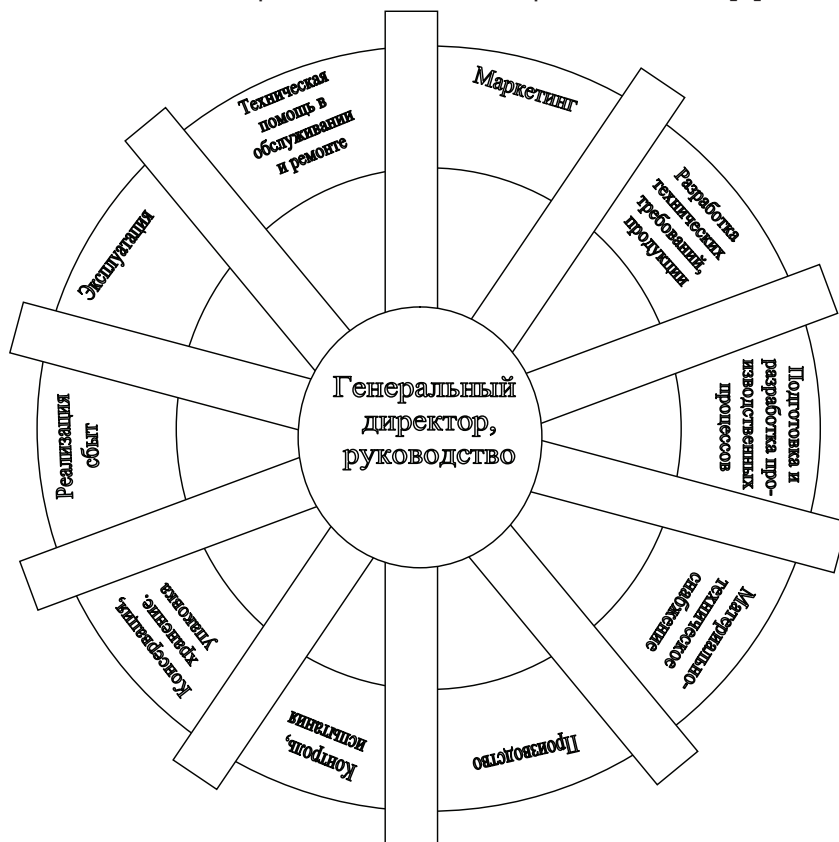 Генеральный
директор,
руководство
Маркетинг
Разработка
технических
требований,
продукции
Подготовка и
разработка про-
изводственных
процессов
Материально-
техническое
снабжение
Производство
Контроль,
испытания
Консервация,
хранение.
упаковка
Реализация
сбыт
Эксплуатация
Техническая
помощь в
обслуживании
и ремонте